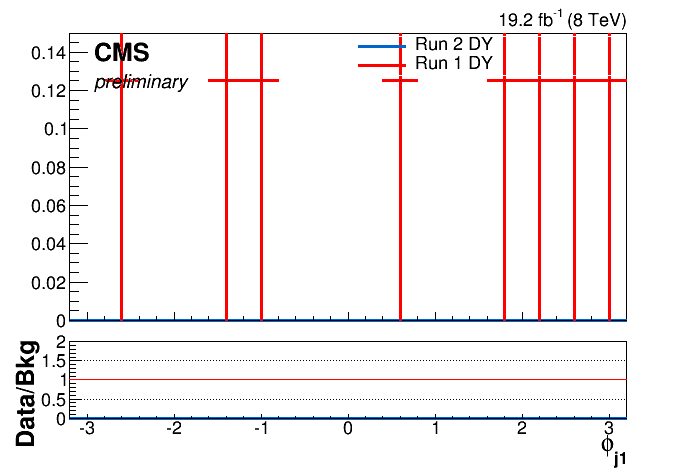 19.2 fb-1 (8 TeV)
CMS
preliminary
Run 2 DY
Run 1 DY
0.14
0.12
0.1
0.08
0.06
0.04
0.02
0
Data/Bkg
2
1.5
1
0.5
0
-3 -2 -1 0 1 2 3
ϕj1